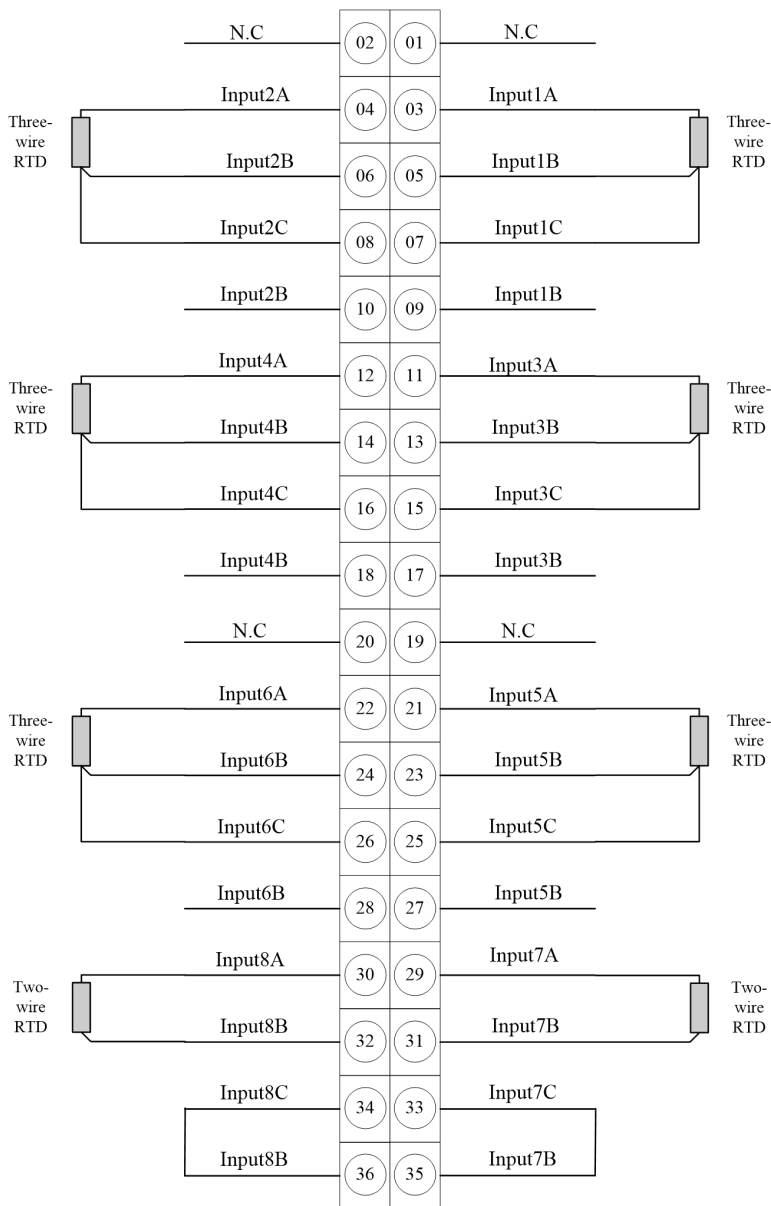 N.C 02 01 N.C
Input2A 04 03 Input1A
Three-
wire
RTD
Three-
wire
RTD
Input2B 06 05 Input1B
Input2C 08 07 Input1C
Input2B 10 09 Input1B
Input4A 12 11 Input3A
Three-
wire
RTD
Three-
wire
RTD
Input4B 14 13 Input3B
Input4C 16 15 Input3C
Input4B 18 17 Input3B
N.C 20 19 N.C
Input6A 22 21 Input5A
Three-
wire
RTD
Three-
wire
RTD
Input6B 24 23 Input5B
Input6C 26 25 Input5C
Input6B 28 27 Input5B
Input8A 30 29 Input7A
Two-
wire
RTD
Two-
wire
RTD
Input8B 32 31 Input7B
Input8C 34 33 Input7C
Input8B 36 35 Input7B